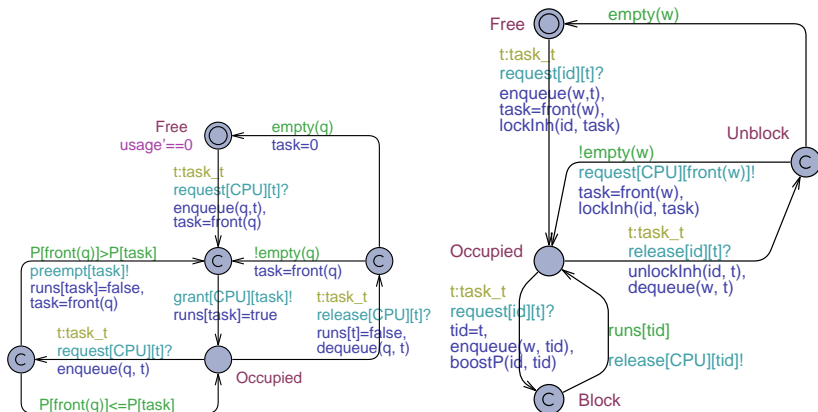 Free
usage'==0
empty(q)
task=0
t:task_t
request[CPU][t]?
enqueue(q,t),
task=front(q)
P[front(q)]>P[task]
preempt[task]!
runs[task]=false,
task=front(q)
C
!empty(q)
task=front(q)
C
grant[CPU][task]!
runs[task]=true
t:task_t
release[CPU][t]?
runs[t]=false,
dequeue(q, t)
t:task_t
request[CPU][t]?
enqueue(q, t)
C
Occupied
P[front(q)]<=P[task]
Free
empty(w)
t:task_t
request[id][t]?
enqueue(w,t),
task=front(w),
lockInh(id, task)
Unblock
C
!empty(w)
request[CPU][front(w)]!
task=front(w),
lockInh(id, task)
Occupied
t:task_t
release[id][t]?
unlockInh(id, t),
dequeue(w, t)
t:task_t
request[id][t]?
tid=t,
enqueue(w, tid),
boostP(id, tid)
runs[tid]
release[CPU][tid]!
C
Block